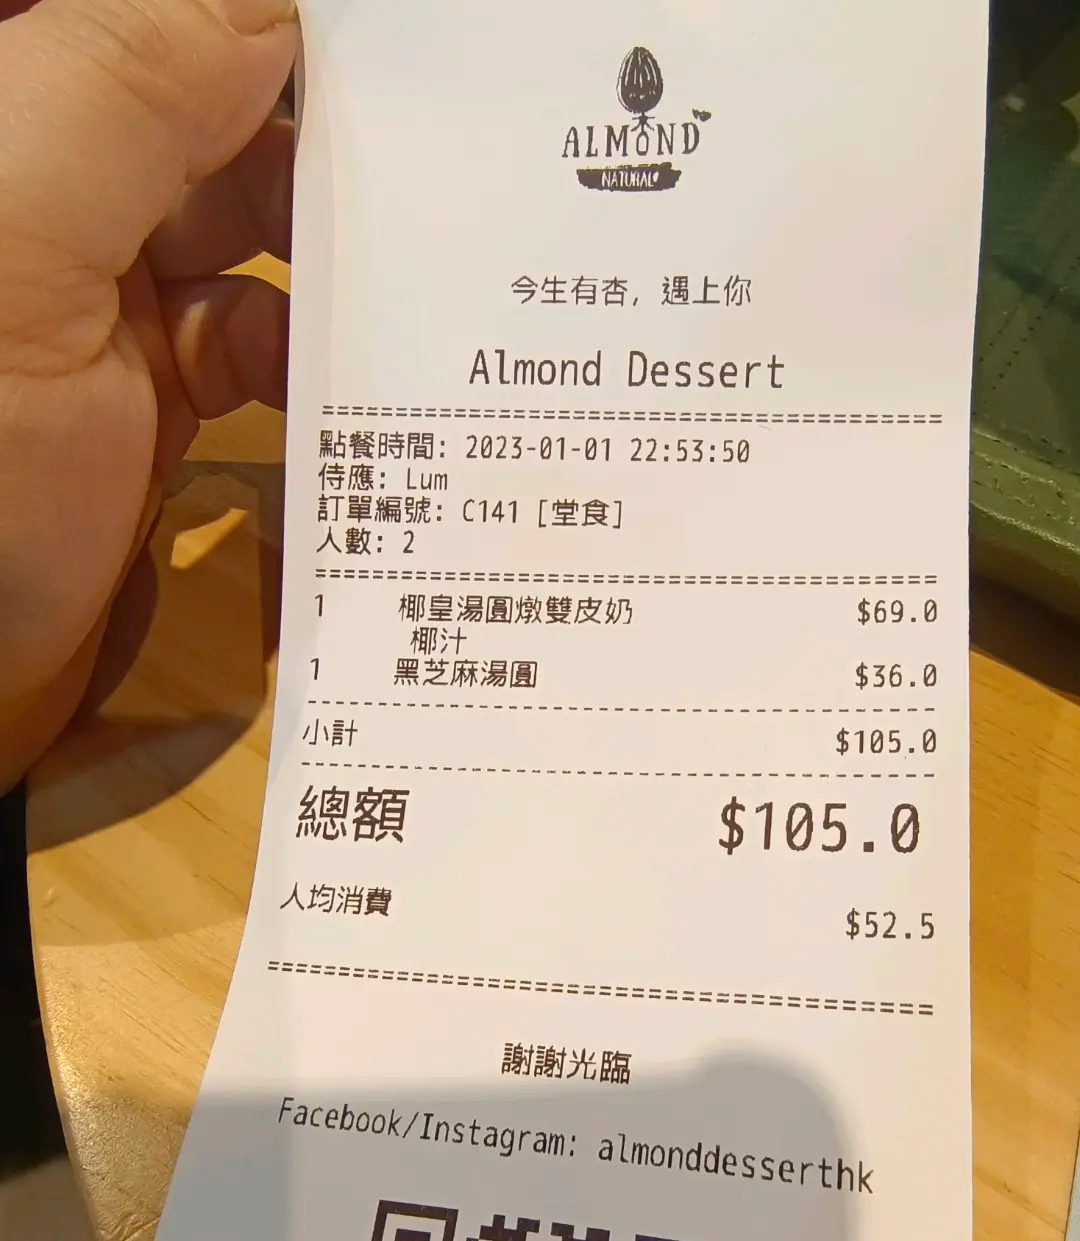 ALMOND
NATURAL
今生有杏，遇上你
Almond Dessert
========================================
點餐時間: 2023-01-01 22:53:50
侍應: Lum
訂單編號: C141 [堂食]
人數: 2
========================================
1 椰皇湯圓燉雙皮奶 $69.0
椰汁
1 黑芝麻湯圓 $36.0
----------------------------------------
小計 $105.0
----------------------------------------
總額 $105.0
人均消費 $52.5
========================================
謝謝光臨
Facebook/Instagram: almonddesserthk